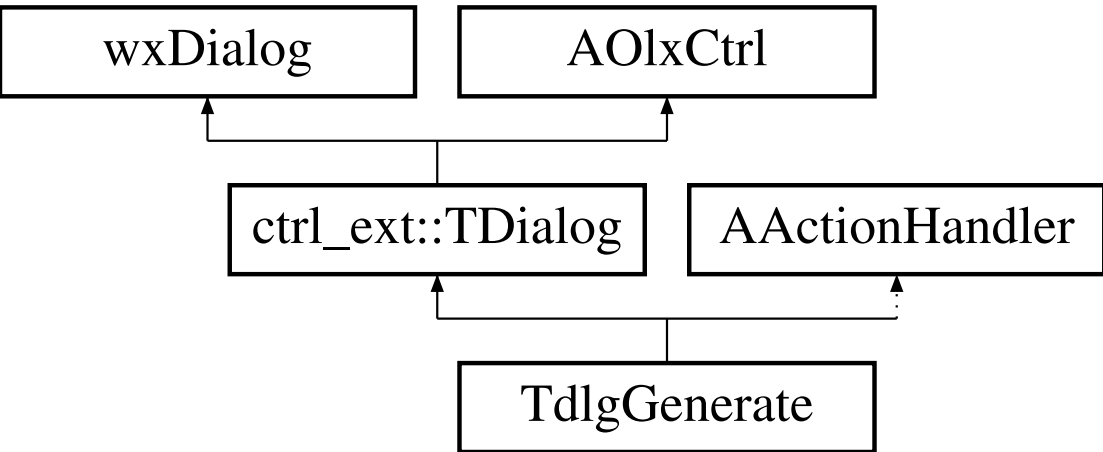 wxDialog
AOlxCtrl
ctrl_ext::TDialog
AActionHandler
TdlgGenerate